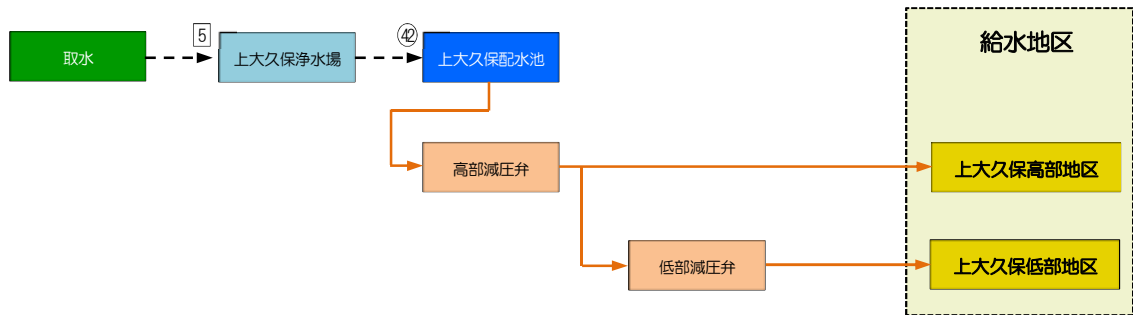 給水地区
5
㊷
取水
上大久保浄水場
上大久保配水池
高部減圧弁
上大久保高部地区
低部減圧弁
上大久保低部地区